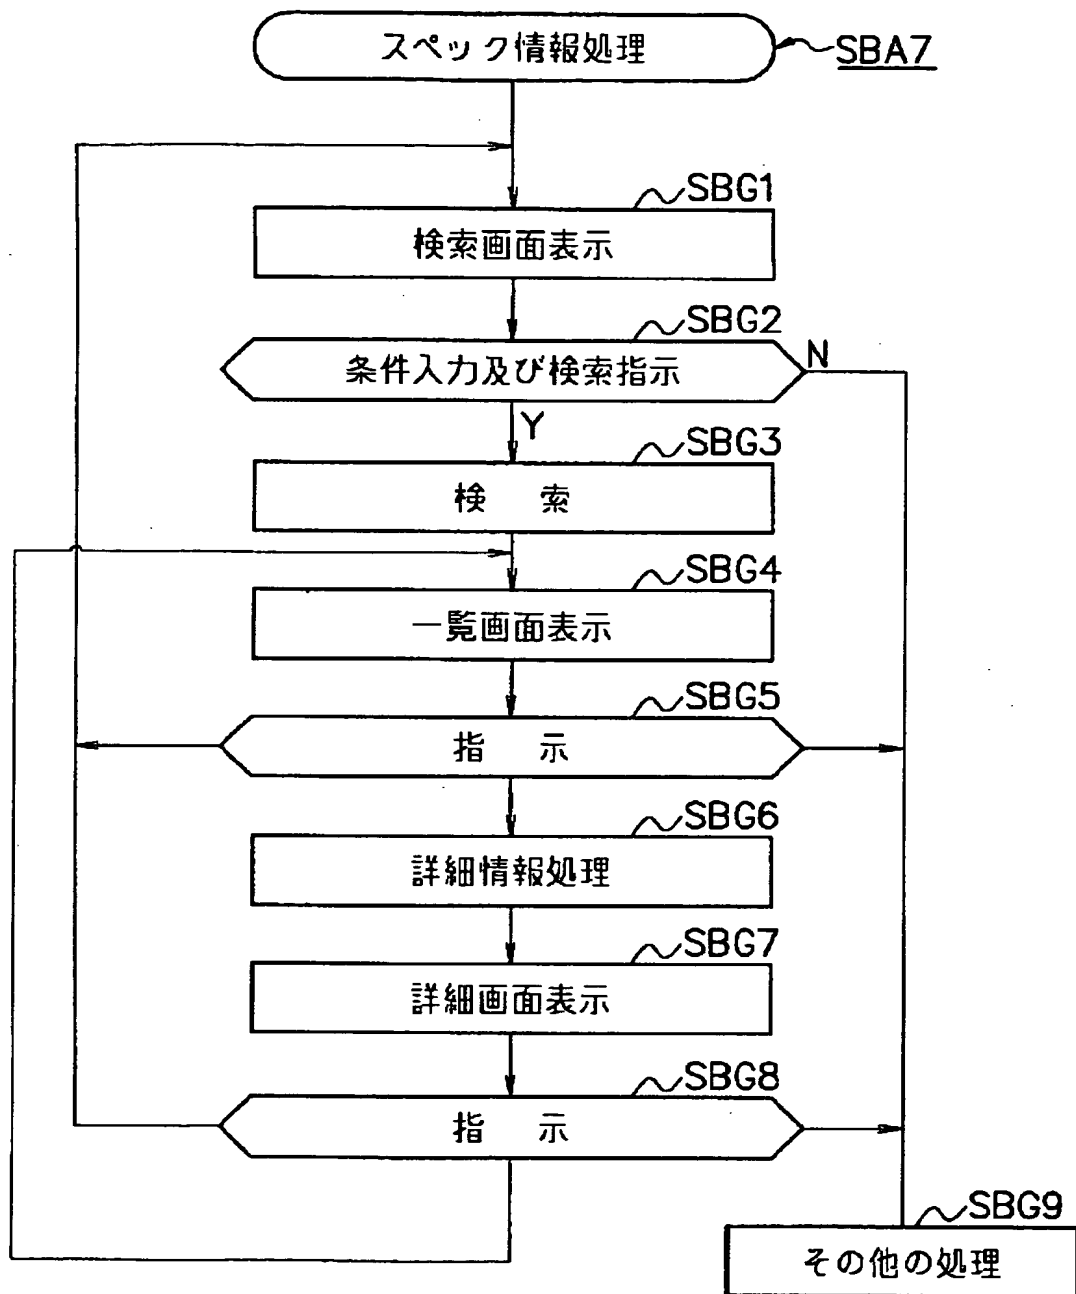 スペック情報処理
SBA7
SBG1
検索画面表示
SBG2
条件入力及び検索指示
N
Y
SBG3
検 索
SBG4
一覧画面表示
SBG5
指 示
SBG6
詳細情報処理
SBG7
詳細画面表示
SBG8
指 示
SBG9
その他の処理